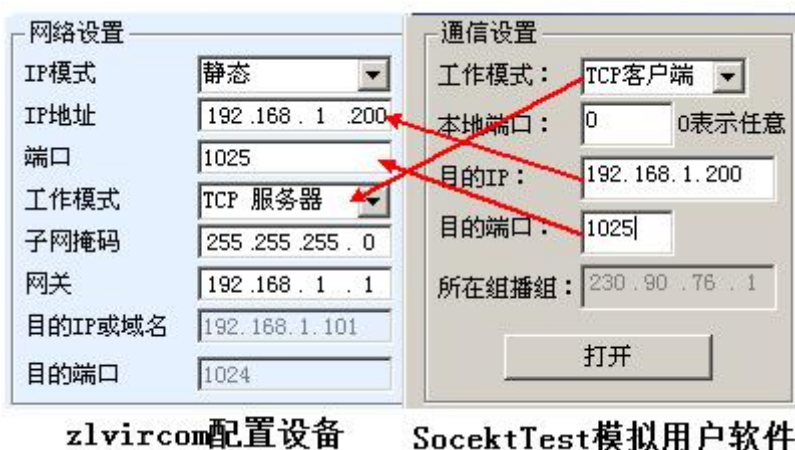 网络设置
IP模式 静态
IP地址 192 .168 . 1 .200
端口 1025
工作模式 TCP 服务器
子网掩码 255 .255 .255 . 0
网关 192 .168 . 1 . 1
目的IP或域名 192.168.1.101
目的端口 1024
zlvircom配置设备
通信设置
工作模式： TCP客户端
本地端口： 0 0表示任意
目的IP： 192.168.1.200
目的端口： 1025
所在组播组： 230 .90 .76 . 1
打开
SocektTest模拟用户软件